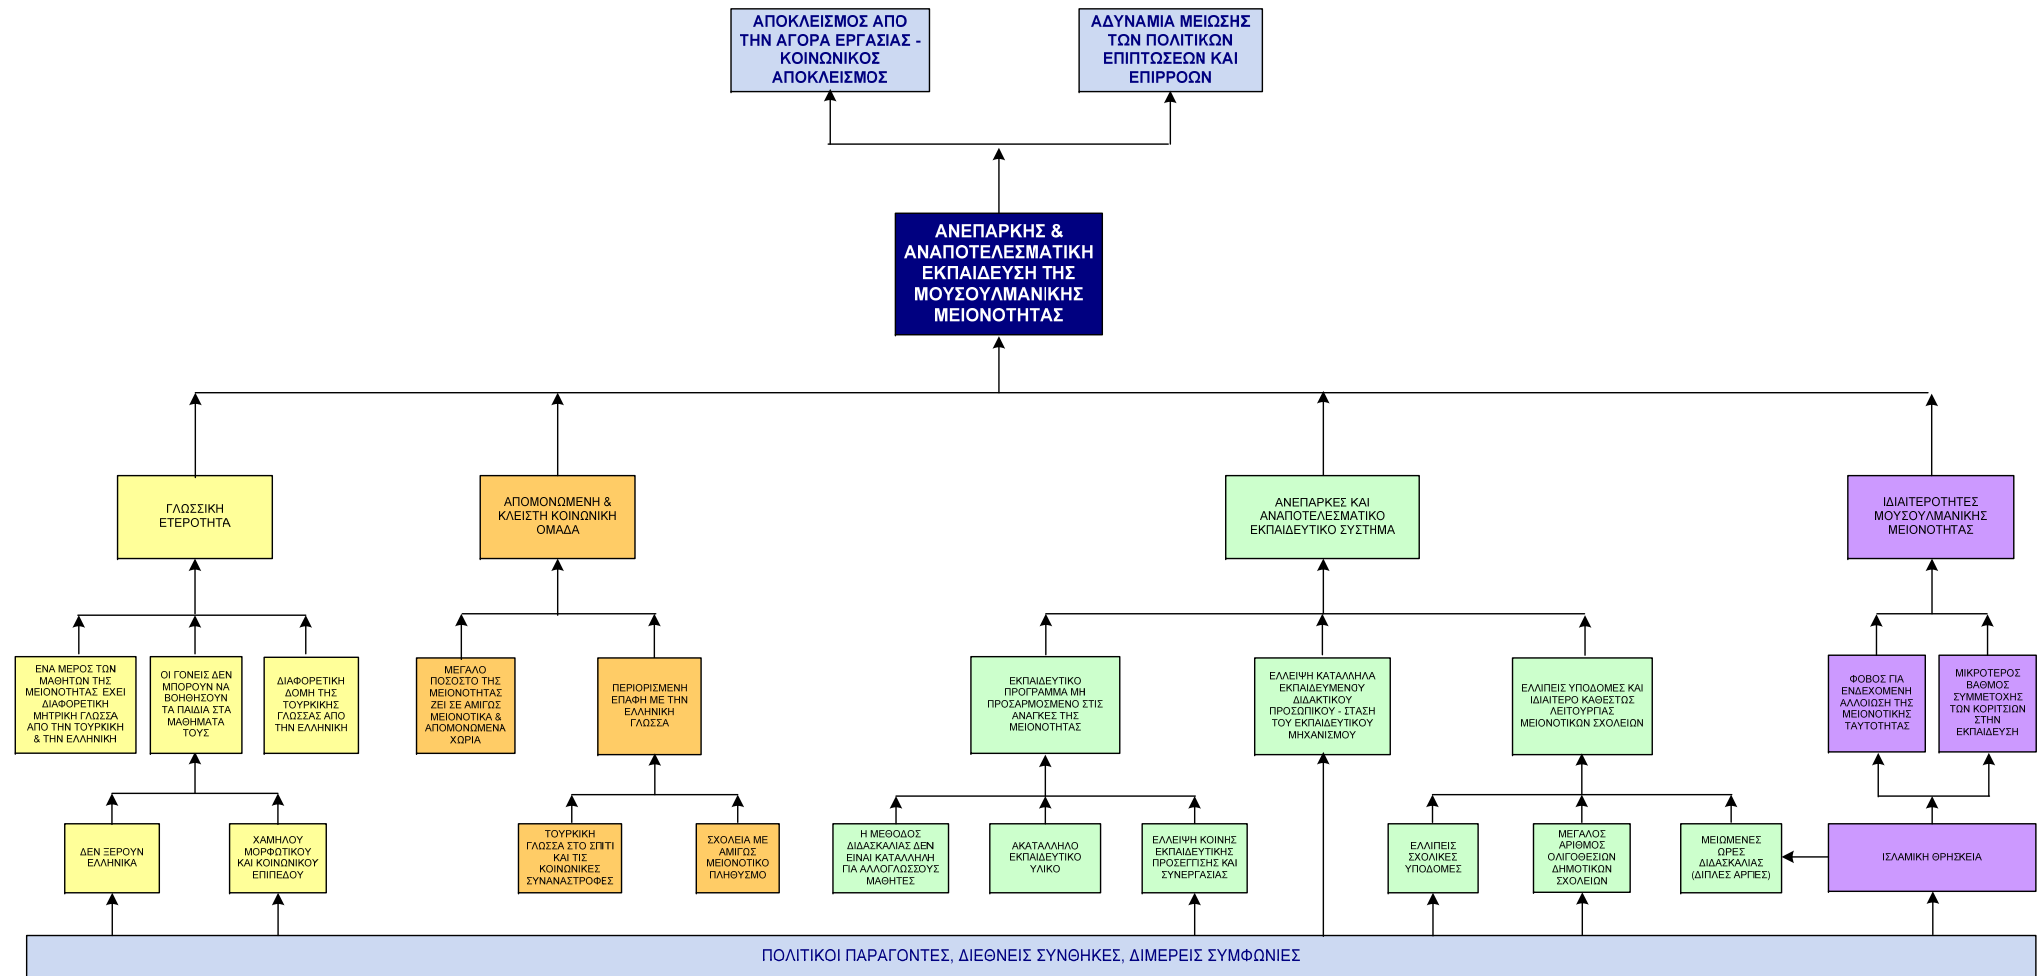 ΑΠΟΚΛΕΙΣΜΟΣ ΑΠΟ
ΤΗΝ ΑΓΟΡΑ ΕΡΓΑΣΙΑΣ -
ΚΟΙΝΩΝΙΚΟΣ
ΑΠΟΚΛΕΙΣΜΟΣ
ΑΔΥΝΑΜΙΑ ΜΕΙΩΣΗΣ
ΤΩΝ ΠΟΛΙΤΙΚΩΝ
ΕΠΙΠΤΩΣΕΩΝ ΚΑΙ
ΕΠΙΡΡΟΩΝ
ΑΝΕΠΑΡΚΗΣ &
ΑΝΑΠΟΤΕΛΕΣΜΑΤΙΚΗ
ΕΚΠΑΙΔΕΥΣΗ ΤΗΣ
ΜΟΥΣΟΥΛΜΑΝΙΚΗΣ
ΜΕΙΟΝΟΤΗΤΑΣ
ΓΛΩΣΣΙΚΗ
ΕΤΕΡΟΤΗΤΑ
ΑΠΟΜΟΝΩΜΕΝΗ &
ΚΛΕΙΣΤΗ ΚΟΙΝΩΝΙΚΗ
ΟΜΑΔΑ
ΑΝΕΠΑΡΚΕΣ ΚΑΙ
ΑΝΑΠΟΤΕΛΕΣΜΑΤΙΚΟ
ΕΚΠΑΙΔΕΥΤΙΚΟ ΣΥΣΤΗΜΑ
ΙΔΙΑΙΤΕΡΟΤΗΤΕΣ
ΜΟΥΣΟΥΛΜΑΝΙΚΗΣ
ΜΕΙΟΝΟΤΗΤΑΣ
ΕΝΑ ΜΕΡΟΣ ΤΩΝ
ΜΑΘΗΤΩΝ ΤΗΣ
ΜΕΙΟΝΟΤΗΤΑΣ ΕΧΕΙ
ΔΙΑΦΟΡΕΤΙΚΗ
ΜΗΤΡΙΚΗ ΓΛΩΣΣΑ
ΑΠΟ ΤΗΝ ΤΟΥΡΚΙΚΗ
& ΤΗΝ ΕΛΛΗΝΙΚΗ
ΟΙ ΓΟΝΕΙΣ ΔΕΝ
ΜΠΟΡΟΥΝ ΝΑ
ΒΟΗΘΗΣΟΥΝ
ΤΑ ΠΑΙΔΙΑ ΣΤΑ
ΜΑΘΗΜΑΤΑ
ΤΟΥΣ
ΔΙΑΦΟΡΕΤΙΚΗ
ΔΟΜΗ ΤΗΣ
ΤΟΥΡΚΙΚΗΣ
ΓΛΩΣΣΑΣ ΑΠΟ
ΤΗΝ ΕΛΛΗΝΙΚΗ
ΜΕΓΑΛΟ
ΠΟΣΟΣΤΟ ΤΗΣ
ΜΕΙΟΝΟΤΗΤΑΣ
ΖΕΙ ΣΕ ΑΜΙΓΩΣ
ΜΕΙΟΝΟΤΙΚΑ &
ΑΠΟΜΟΝΩΜΕΝΑ
ΧΩΡΙΑ
ΠΕΡΙΟΡΙΣΜΕΝΗ
ΕΠΑΦΗ ΜΕ ΤΗΝ
ΕΛΛΗΝΙΚΗ
ΓΛΩΣΣΑ
ΕΚΠΑΙΔΕΥΤΙΚΟ
ΠΡΟΓΡΑΜΜΑ ΜΗ
ΠΡΟΣΑΡΜΟΣΜΕΝΟ ΣΤΙΣ
ΑΝΑΓΚΕΣ ΤΗΣ
ΜΕΙΟΝΟΤΗΤΑΣ
ΕΛΛΕΙΨΗ ΚΑΤΑΛΛΗΛΑ
ΕΚΠΑΙΔΕΥΜΕΝΟΥ
ΔΙΔΑΚΤΙΚΟΥ
ΠΡΟΣΩΠΙΚΟΥ - ΣΤΑΣΗ
ΤΟΥ ΕΚΠΑΙΔΕΥΤΙΚΟΥ
ΜΗΧΑΝΙΣΜΟΥ
ΕΛΛΙΠΕΙΣ ΥΠΟΔΟΜΕΣ ΚΑΙ
ΙΔΙΑΙΤΕΡΟ ΚΑΘΕΣΤΩΣ
ΛΕΙΤΟΥΡΓΙΑΣ
ΜΕΙΟΝΟΤΙΚΩΝ ΣΧΟΛΕΙΩΝ
ΦΟΒΟΣ ΓΙΑ
ΕΝΔΕΧΟΜΕΝΗ
ΑΛΛΟΙΩΣΗ ΤΗΣ
ΜΕΙΟΝΟΤΙΚΗΣ
ΤΑΥΤΟΤΗΤΑΣ
ΜΙΚΡΟΤΕΡΟΣ
ΒΑΘΜΟΣ
ΣΥΜΜΕΤΟΧΗΣ
ΤΩΝ ΚΟΡΙΤΣΙΩΝ
ΣΤΗΝ
ΕΚΠΑΙΔΕΥΣΗ
ΔΕΝ ΞΕΡΟΥΝ
ΕΛΛΗΝΙΚΑ
ΧΑΜΗΛΟΥ
ΜΟΡΦΩΤΙΚΟΥ
ΚΑΙ ΚΟΙΝΩΝΙΚΟΥ
ΕΠΙΠΕΔΟΥ
ΤΟΥΡΚΙΚΗ
ΓΛΩΣΣΑ ΣΤΟ ΣΠΙΤΙ
ΚΑΙ ΤΙΣ
ΚΟΙΝΩΝΙΚΕΣ
ΣΥΝΑΝΑΣΤΡΟΦΕΣ
ΣΧΟΛΕΙΑ ΜΕ
ΑΜΙΓΩΣ
ΜΕΙΟΝΟΤΙΚΟ
ΠΛΗΘΥΣΜΟ
Η ΜΕΘΟΔΟΣ
ΔΙΔΑΣΚΑΛΙΑΣ ΔΕΝ
ΕΙΝΑΙ ΚΑΤΑΛΛΗΛΗ
ΓΙΑ ΑΛΛΟΓΛΩΣΣΟΥΣ
ΜΑΘΗΤΕΣ
ΑΚΑΤΑΛΛΗΛΟ
ΕΚΠΑΙΔΕΥΤΙΚΟ
ΥΛΙΚΟ
ΕΛΛΕΙΨΗ ΚΟΙΝΗΣ
ΕΚΠΑΙΔΕΥΤΙΚΗΣ
ΠΡΟΣΕΓΓΙΣΗΣ ΚΑΙ
ΣΥΝΕΡΓΑΣΙΑΣ
ΕΛΛΙΠΕΙΣ
ΣΧΟΛΙΚΕΣ
ΥΠΟΔΟΜΕΣ
ΜΕΓΑΛΟΣ
ΑΡΙΘΜΟΣ
ΟΛΙΓΟΘΕΣΙΩΝ
ΔΗΜΟΤΙΚΩΝ
ΣΧΟΛΕΙΩΝ
ΜΕΙΩΜΕΝΕΣ
ΩΡΕΣ
ΔΙΔΑΣΚΑΛΙΑΣ
(ΔΙΠΛΕΣ ΑΡΓΙΕΣ)
ΙΣΛΑΜΙΚΗ ΘΡΗΣΚΕΙΑ
ΠΟΛΙΤΙΚΟΙ ΠΑΡΑΓΟΝΤΕΣ, ΔΙΕΘΝΕΙΣ ΣΥΝΘΗΚΕΣ, ΔΙΜΕΡΕΙΣ ΣΥΜΦΩΝΙΕΣ